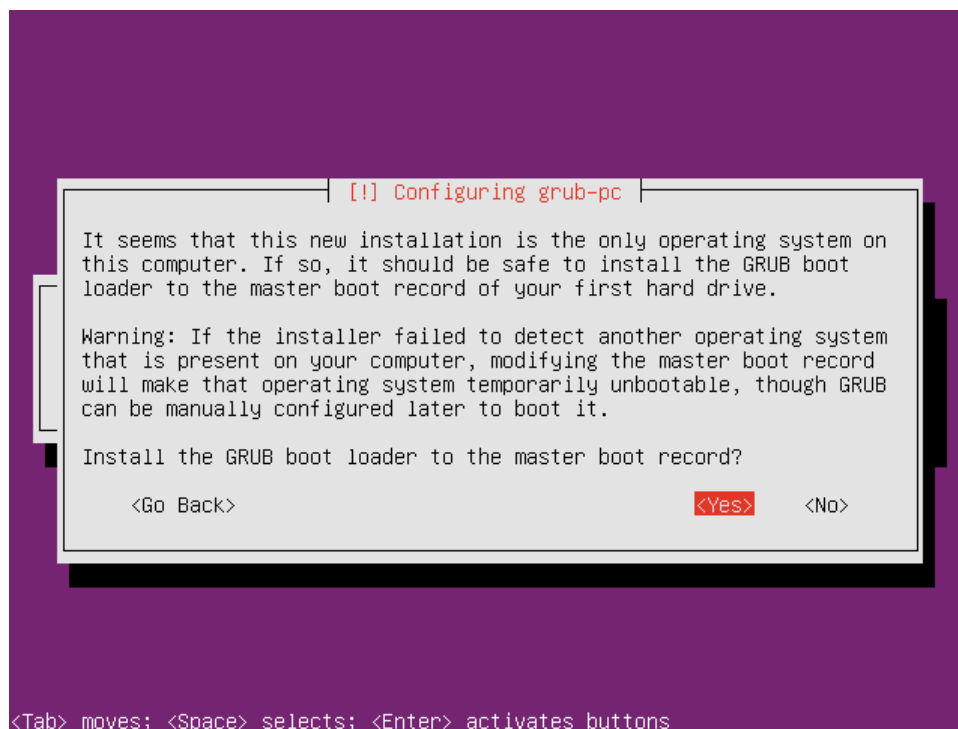 [!] Configuring grub-pc
It seems that this new installation is the only operating system on
this computer. If so, it should be safe to install the GRUB boot
loader to the master boot record of your first hard drive.
Warning: If the installer failed to detect another operating system
that is present on your computer, modifying the master boot record
will make that operating system temporarily unbootable, though GRUB
can be manually configured later to boot it.
Install the GRUB boot loader to the master boot record?
<Go Back> <Yes> <No>
<Tab> moves; <Space> selects; <Enter> activates buttons